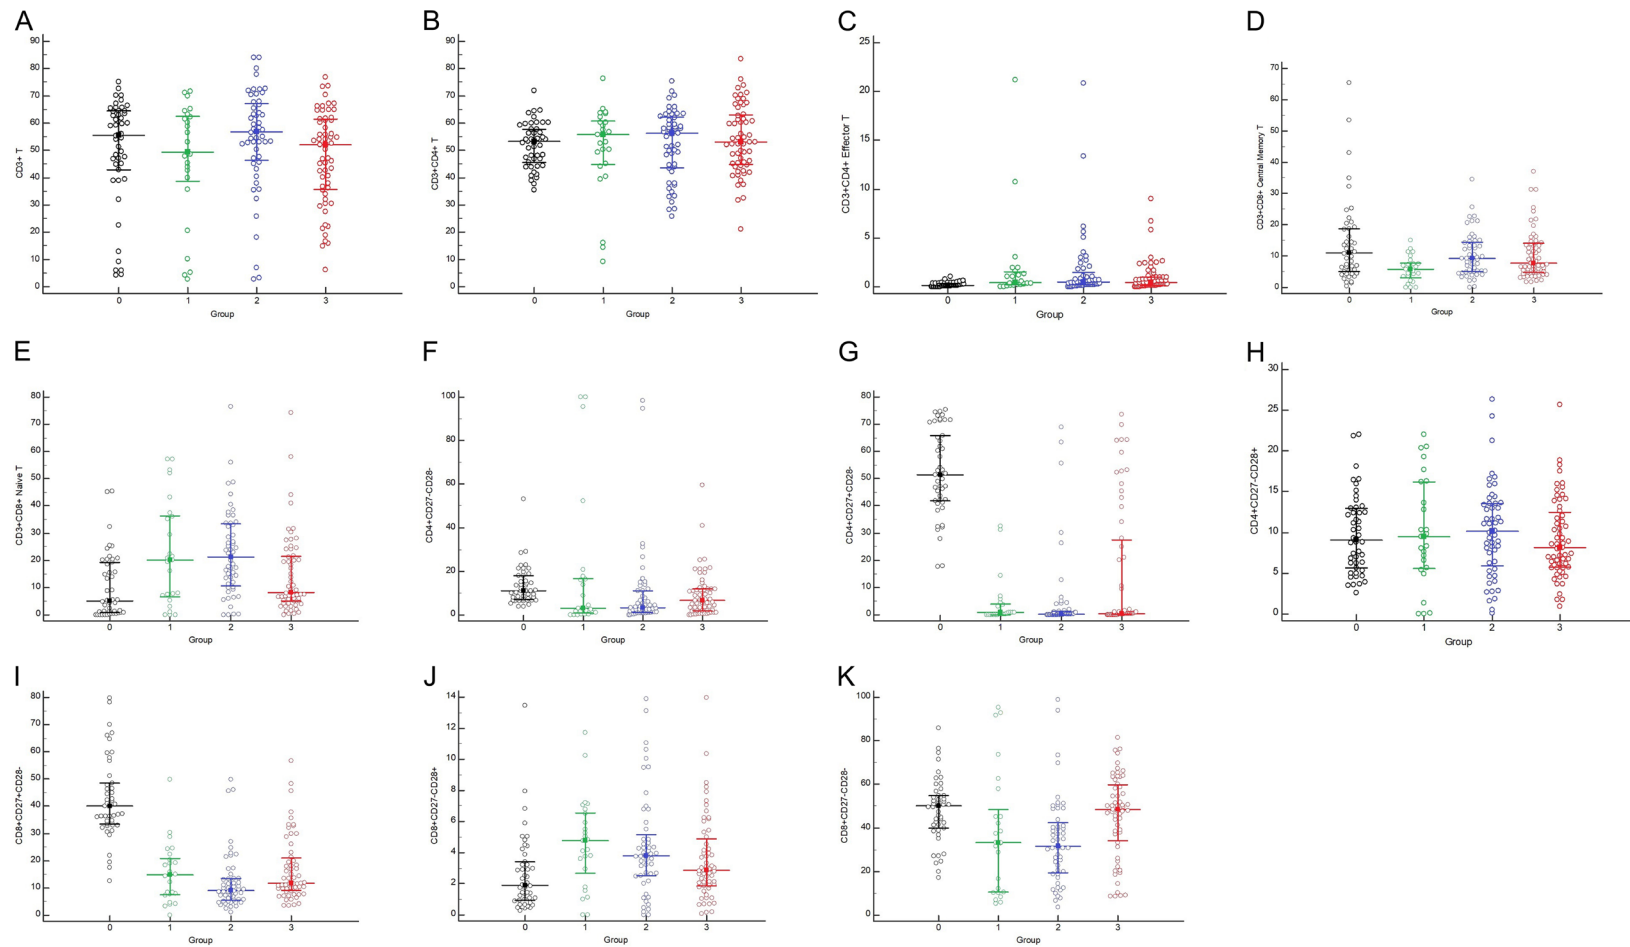 A
CD3+ T
90
80
70
60
50
40
30
20
10
0
0 1 2 3
Group
B
CD3+CD4+ T
90
80
70
60
50
40
30
20
10
0
0 1 2 3
Group
C
CD3+CD4+ Effector T
25
20
15
10
5
0
0 1 2 3
Group
D
CD3+CD8+ Central Memory T
70
60
50
40
30
20
10
0
0 1 2 3
Group
E
CD3+CD8+ Naive T
80
70
60
50
40
30
20
10
0
0 1 2 3
Group
F
CD4+CD27-CD28-
100
80
60
40
20
0
0 1 2 3
Group
G
CD4+CD27+CD28-
80
70
60
50
40
30
20
10
0
0 1 2 3
Group
H
CD4+CD27-CD28+
30
25
20
15
10
5
0
0 1 2 3
Group
I
CD8+CD27+CD28-
80
70
60
50
40
30
20
10
0
0 1 2 3
Group
J
CD8+CD27-CD28+
14
12
10
8
6
4
2
0
0 1 2 3
Group
K
CD8+CD27-CD28-
100
80
60
40
20
0
0 1 2 3
Group